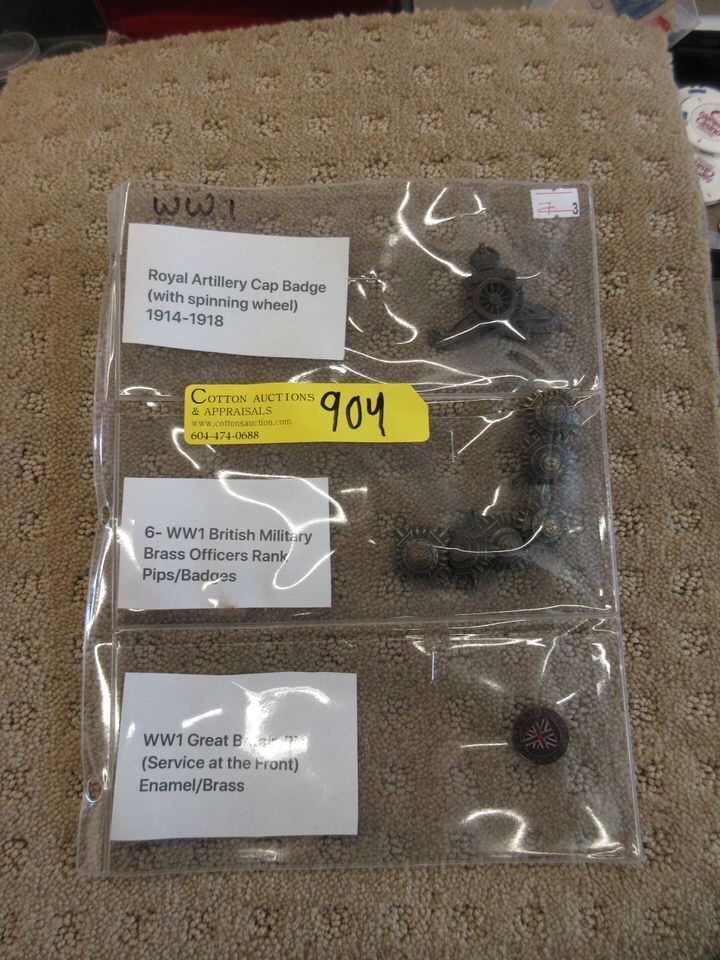 WW1
7 3
Royal Artillery Cap Badge
(with spinning wheel)
1914-1918
COTTON AUCTIONS
& APPRAISALS
www.cottonsauction.com
604-474-0688
904
6- WW1 British Military
Brass Officers Rank
Pips/Badges
WW1 Great
(Service at the Front)
Enamel/Brass